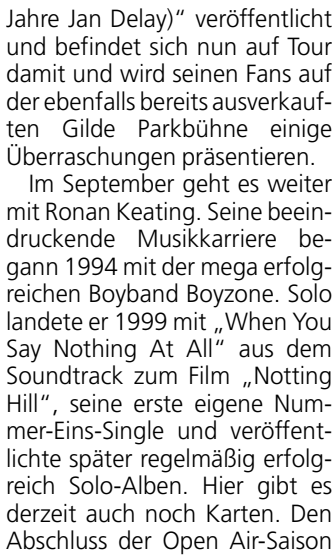 Jahre Jan Delay)“ veröffentlicht
und befindet sich nun auf Tour
damit und wird seinen Fans auf
der ebenfalls bereits ausverkauf-
ten Gilde Parkbühne einige
Überraschungen präsentieren.
Im September geht es weiter
mit Ronan Keating. Seine beein-
druckende Musikkarriere be-
gann 1994 mit der mega erfolg-
reichen Boyband Boyzone. Solo
landete er 1999 mit „When You
Say Nothing At All“ aus dem
Soundtrack zum Film „Notting
Hill“, seine erste eigene Num-
mer-Eins-Single und veröffent-
lichte später regelmäßig erfolg-
reich Solo-Alben. Hier gibt es
derzeit auch noch Karten. Den
Abschluss der Open Air-Saison